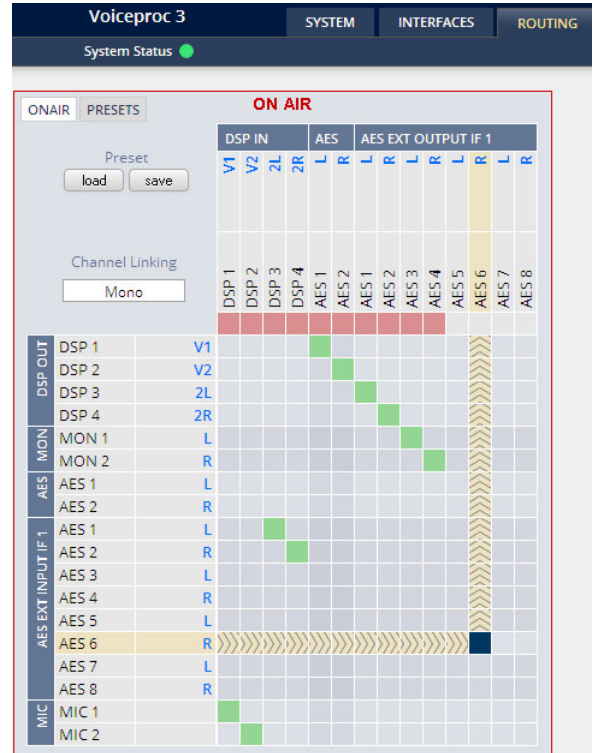 Voiceproc 3
SYSTEM
INTERFACES
ROUTING
System Status
ONAIR
PRESETS
ON AIR
DSP IN
AES
AES EXT OUTPUT IF 1
Preset
load
save
V1
V2
2L
2R
L
R
L
R
L
R
L
R
L
R
Channel Linking
Mono
DSP 1
DSP 2
DSP 3
DSP 4
AES 1
AES 2
AES 1
AES 2
AES 3
AES 4
AES 5
AES 6
AES 7
AES 8
DSP OUT
DSP 1 V1
DSP 2 V2
DSP 3 2L
DSP 4 2R
MON
MON 1 L
MON 2 R
AES
AES 1 L
AES 2 R
AES EXT INPUT IF 1
AES 1 L
AES 2 R
AES 3 L
AES 4 R
AES 5 L
AES 6 R
AES 7 L
AES 8 R
MIC
MIC 1
MIC 2